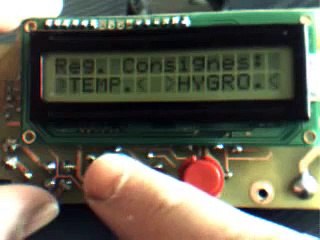 Reg. Consignes:
>TEMP.< >HYGRO.<